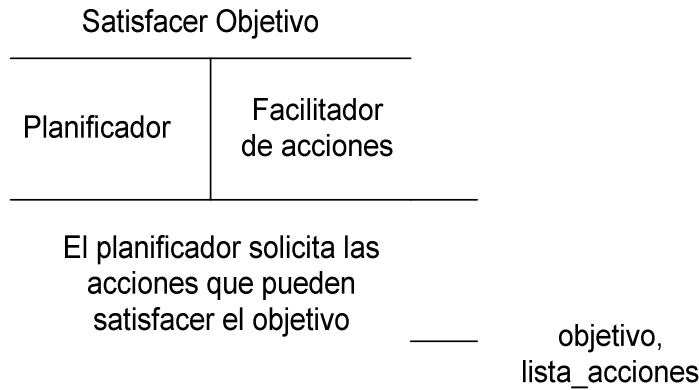 Satisfacer Objetivo
Planificador
Facilitador
de acciones
El planificador solicita las
acciones que pueden
satisfacer el objetivo
objetivo,
lista_acciones